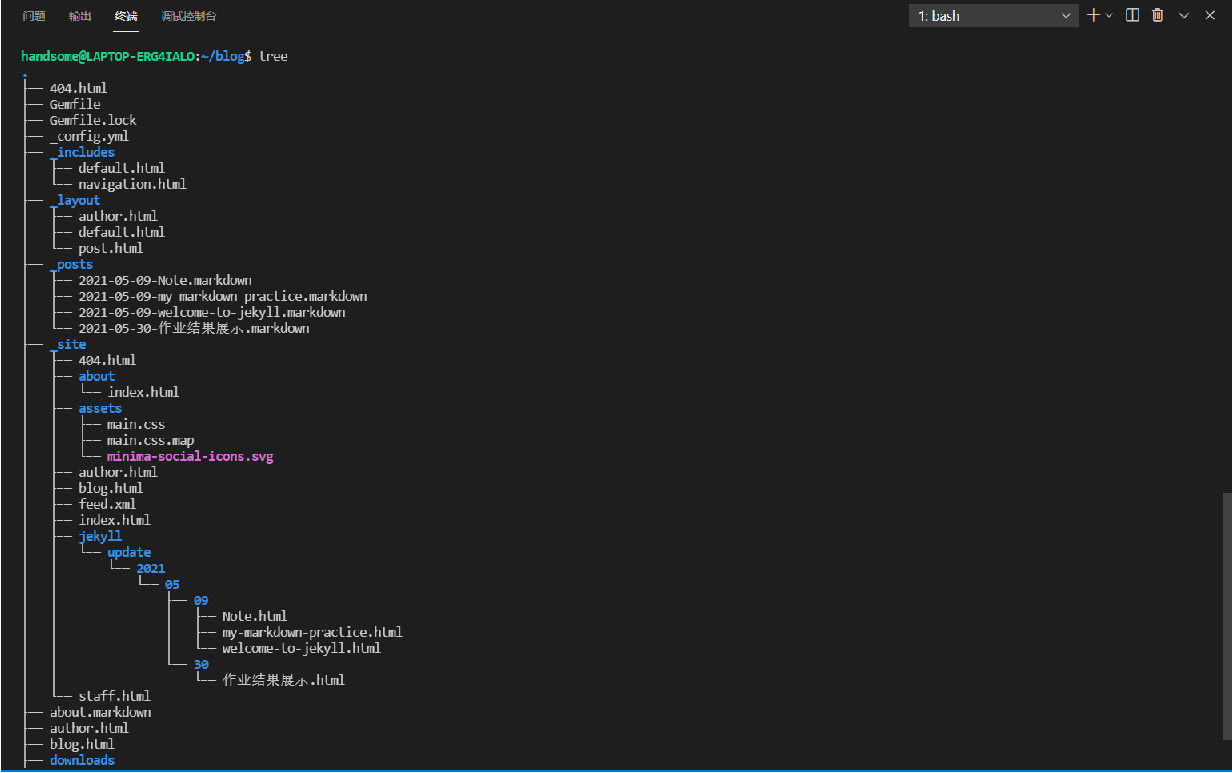 问题 输出 终端 调试控制台 1: bash
handsome@LAPTOP-ERG4IALO:~/blog$ tree
.
├── 404.html
├── Gemfile
├── Gemfile.lock
├── _config.yml
├── _includes
│   ├── default.html
│   └── navigation.html
├── _layout
│   ├── author.html
│   ├── default.html
│   └── post.html
├── _posts
│   ├── 2021-05-09-Note.markdown
│   ├── 2021-05-09-my markdown practice.markdown
│   ├── 2021-05-09-welcome-to-jekyll.markdown
│   └── 2021-05-30-作业结果展示.markdown
├── _site
│   ├── 404.html
│   ├── about
│   │   └── index.html
│   ├── assets
│   │   ├── main.css
│   │   ├── main.css.map
│   │   └── minima-social-icons.svg
│   ├── author.html
│   ├── blog.html
│   ├── feed.xml
│   ├── index.html
│   ├── jekyll
│   │   └── update
│   │       └── 2021
│   │           └── 05
│   │               ├── 09
│   │               │   ├── Note.html
│   │               │   ├── my-markdown-practice.html
│   │               │   └── welcome-to-jekyll.html
│   │               └── 30
│   │                   └── 作业结果展示.html
│   └── staff.html
├── about.markdown
├── author.html
├── blog.html
├── downloads